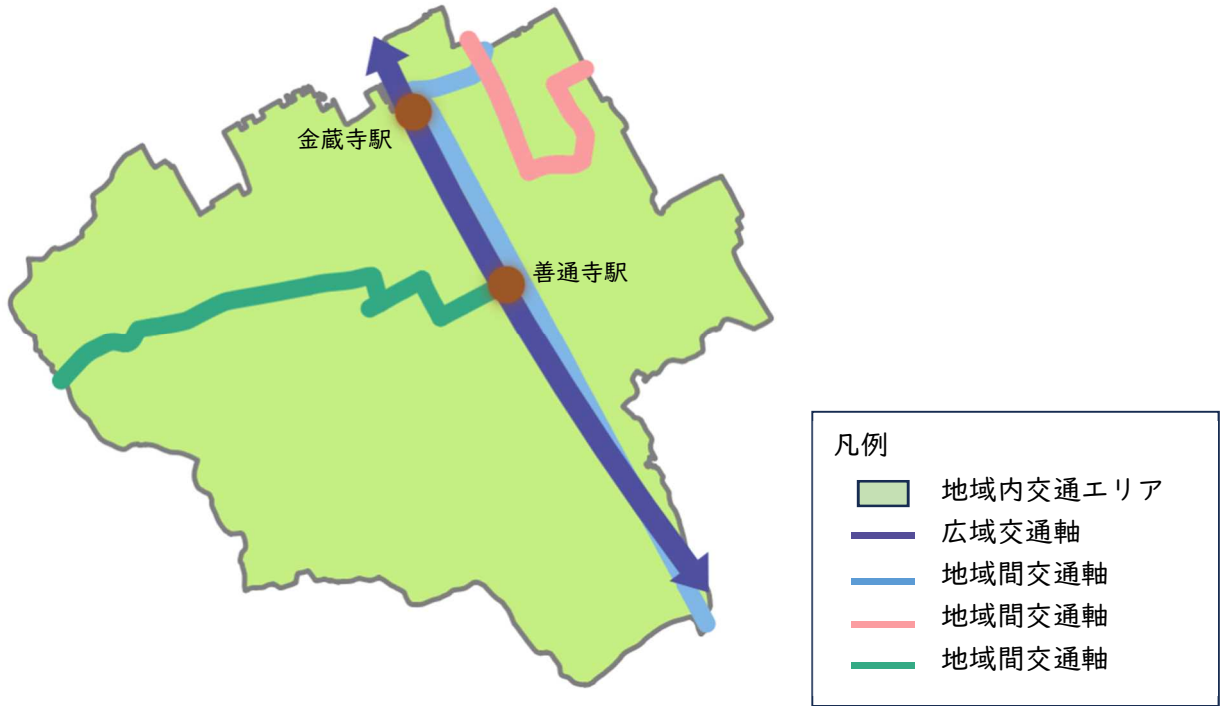 金蔵寺駅
善通寺駅
凡例
地域内交通エリア
広域交通軸
地域間交通軸
地域間交通軸
地域間交通軸